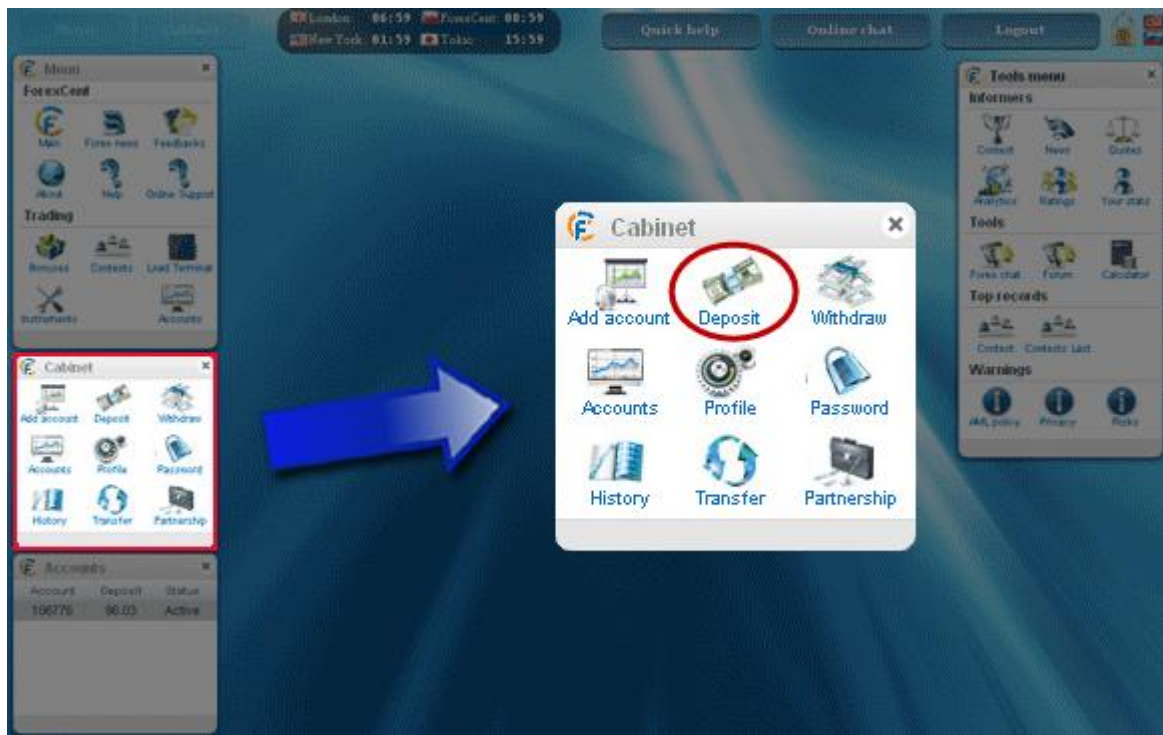 London: 06:59 ForexCent: 08:59
New York: 01:59 Tokio: 15:59
Quick help
Online chat
Logout
Menu
ForexCent
Main Forex news Feedbacks
About Help Online Support
Trading
Bonuses Contests Load Terminal
Instruments Accounts
Cabinet
Add account Deposit Withdraw
Accounts Profile Password
History Transfer Partnership
Accounts
Account Deposit Status
Active
Cabinet
Add account Deposit Withdraw
Accounts Profile Password
History Transfer Partnership
Tools menu
Informers
Contest News Quotes
Analytics Ratings Your stats
Tools
Forex chat Forum Calculator
Top records
Contest Contests Last
Warnings
AML policy Privacy Risks